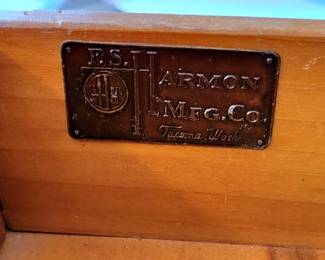 F.S. HARMON
MFG. CO.
Tacoma, Wash.